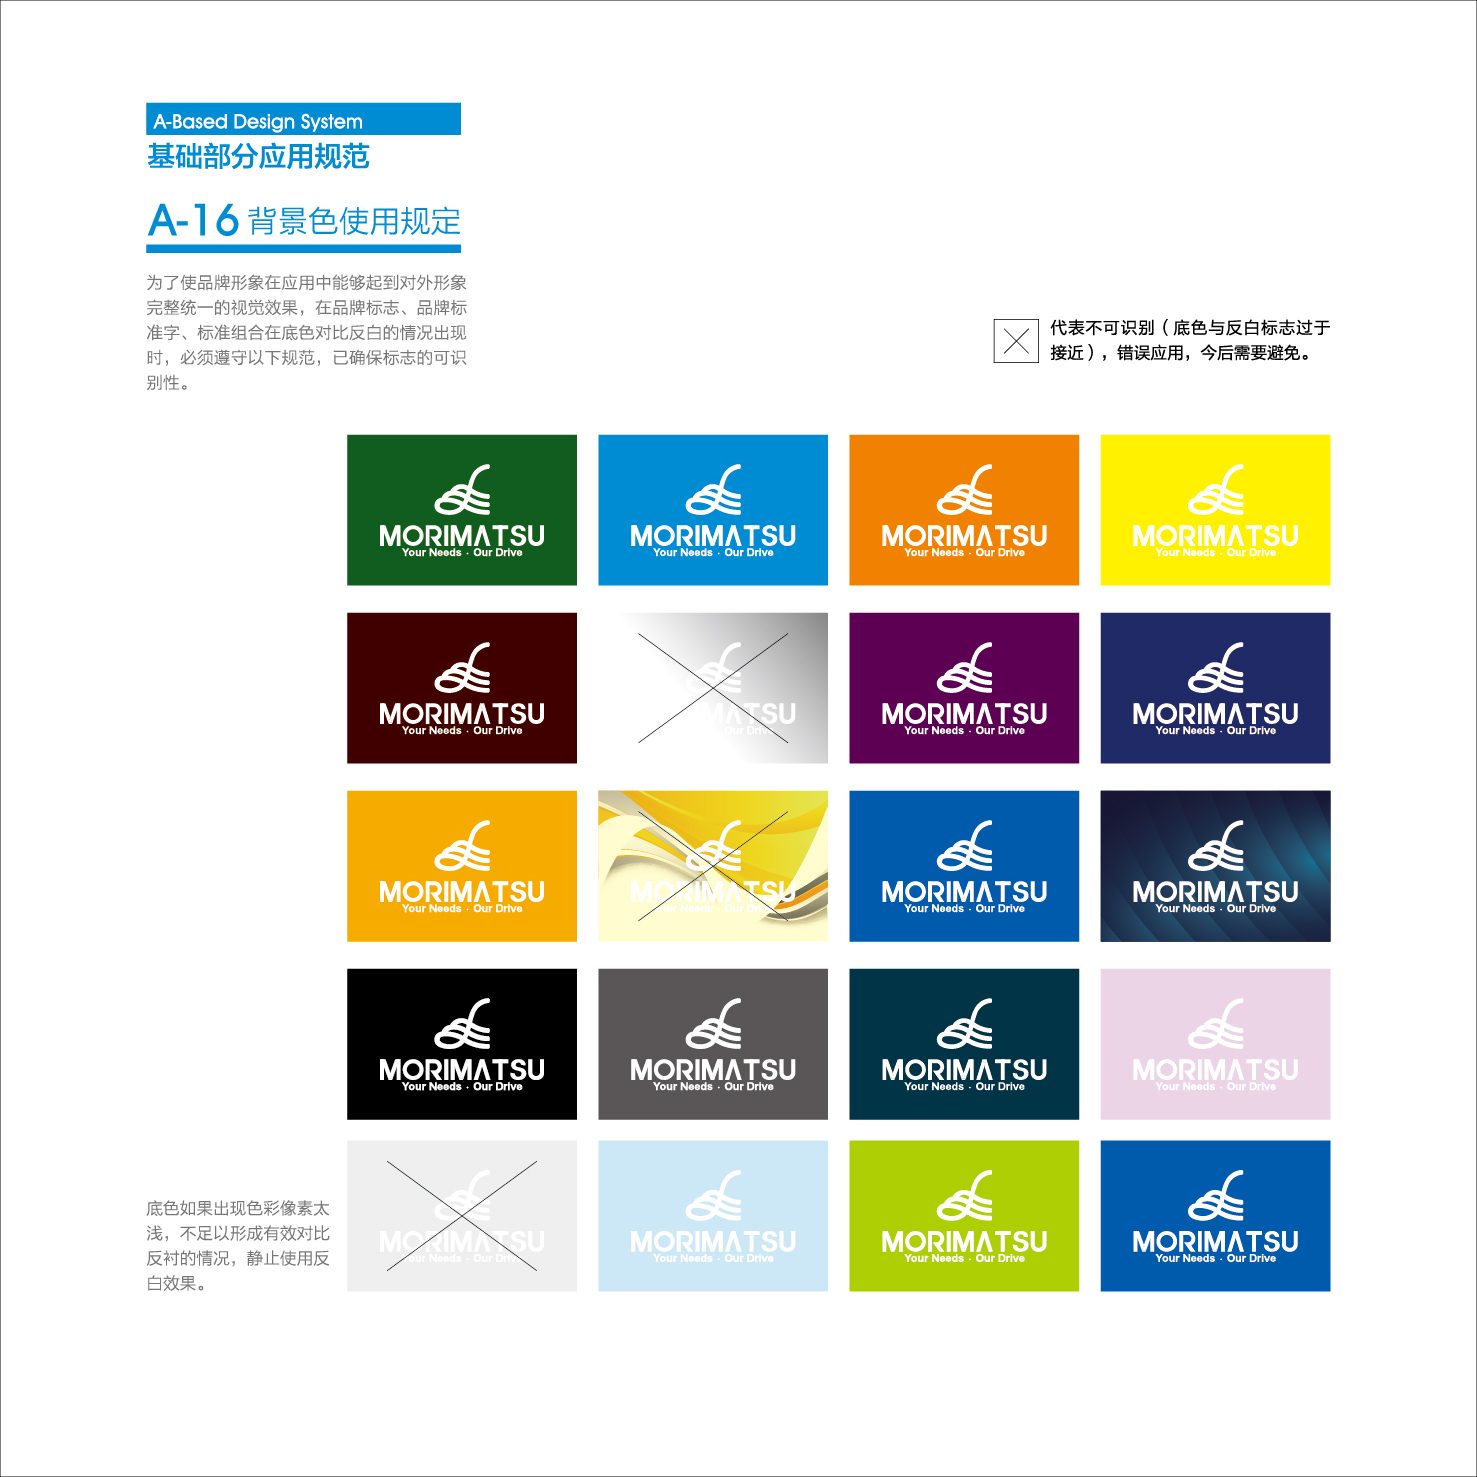 A-Based Design System
基础部分应用规范
A-16 背景色使用规定
为了使品牌形象在应用中能够起到对外形象
完整统一的视觉效果，在品牌标志、品牌标
准字、标准组合在底色对比反白的情况出现
时，必须遵守以下规范，已确保标志的可识
别性。
代表不可识别（底色与反白标志过于
接近），错误应用，今后需要避免。
MORIMATSU MORIMATSU MORIMATSU MORIMATSU
Your Needs · Our Drive Your Needs · Our Drive Your Needs · Our Drive Your Needs · Our Drive
MORIMATSU MATSU MORIMATSU MORIMATSU
Your Needs · Our Drive Our Drive Your Needs · Our Drive Your Needs · Our Drive
MORIMATSU MORIMATSU MORIMATSU MORIMATSU
Your Needs · Our Drive Your Needs · Our Drive Your Needs · Our Drive Your Needs · Our Drive
MORIMATSU MORIMATSU MORIMATSU MORIMATSU
Your Needs · Our Drive Your Needs · Our Drive Your Needs · Our Drive Your Needs · Our Drive
MORIMATSU MORIMATSU MORIMATSU MORIMATSU
Your Needs · Our Drive Your Needs · Our Drive Your Needs · Our Drive Your Needs · Our Drive
底色如果出现色彩像素太
浅，不足以形成有效对比
反衬的情况，静止使用反
白效果。